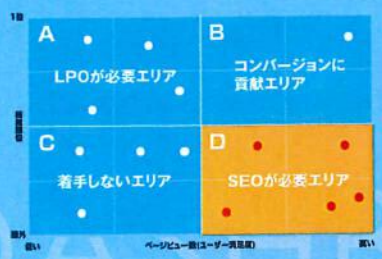 1位
A
B
LPOが必要エリア
コンバージョンに
貢献エリア
C
D
着手しないエリア
SEOが必要エリア
圏外
低い
ページビュー数(ユーザー満足度)
高い